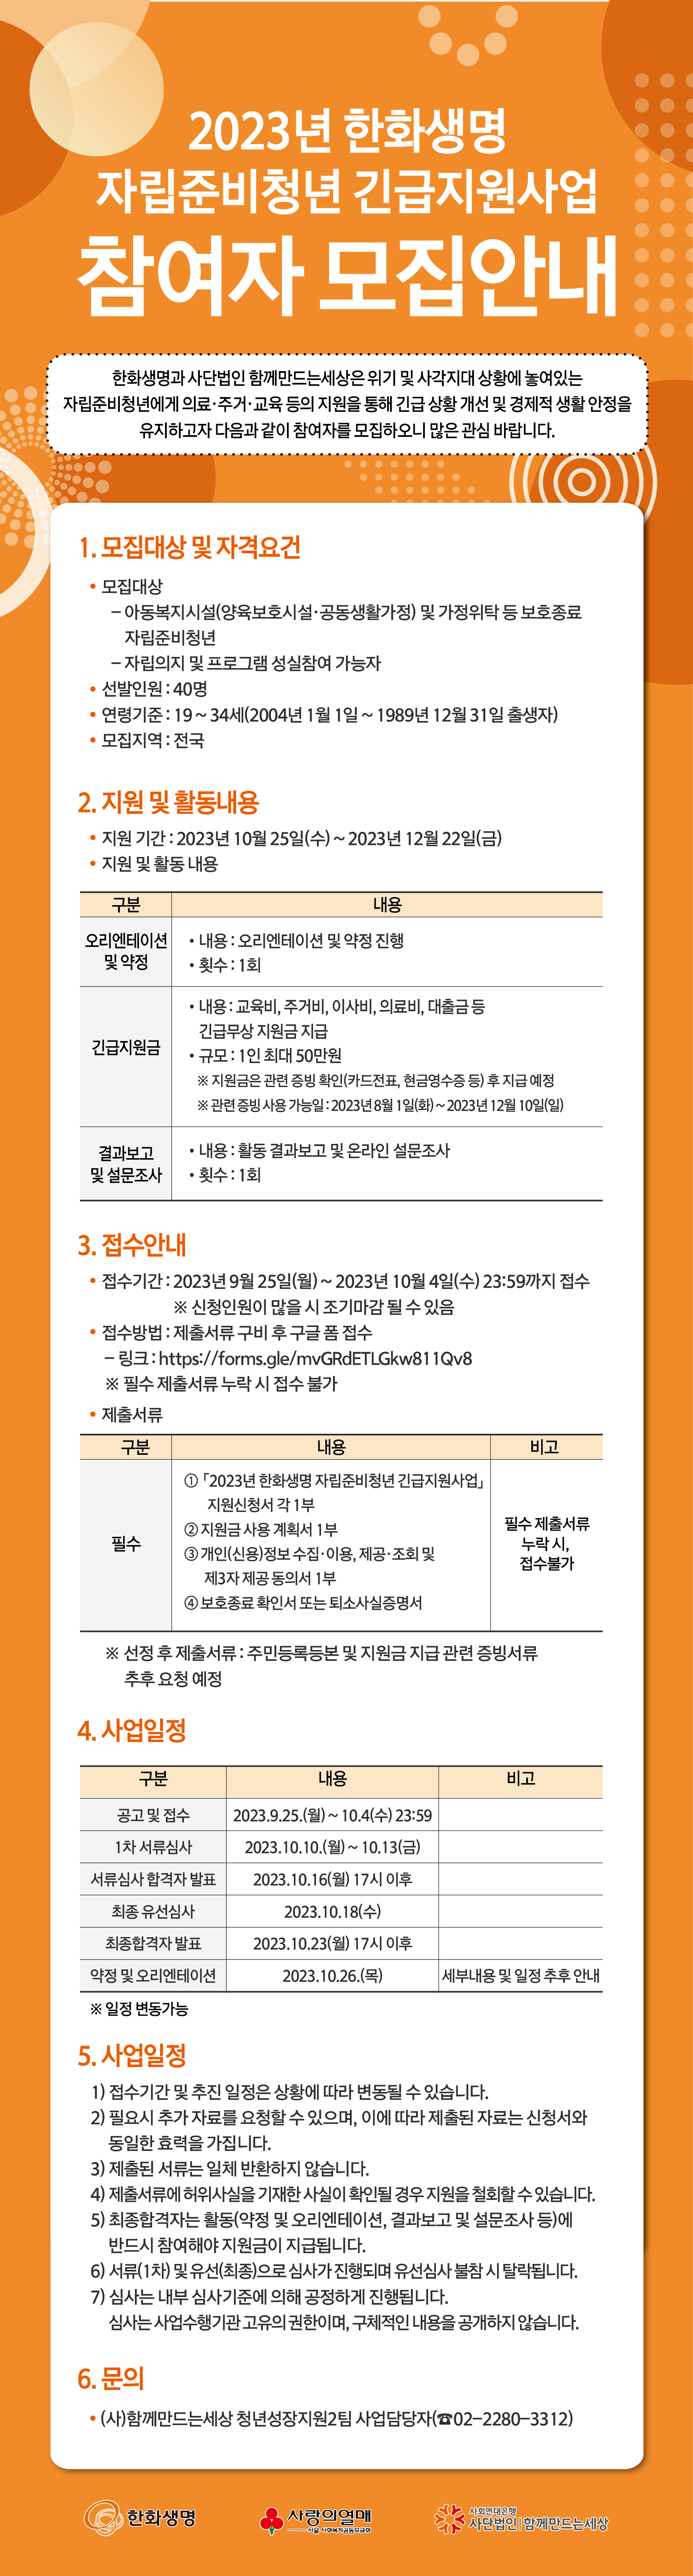 2023년 한화생명
자립준비청년 긴급지원사업
참여자 모집안내
한화생명과 사단법인 함께만드는세상은 위기 및 사각지대 상황에 놓여있는
자립준비청년에게 의료·주거·교육 등의 지원을 통해 긴급 상황 개선 및 경제적 생활 안정을
유지하고자 다음과 같이 참여자를 모집하오니 많은 관심 바랍니다.
1. 모집대상 및 자격요건
• 모집대상
– 아동복지시설(양육보호시설·공동생활가정) 및 가정위탁 등 보호종료
자립준비청년
– 자립의지 및 프로그램 성실참여 가능자
• 선발인원 : 40명
• 연령기준 : 19 ~ 34세(2004년 1월 1일 ~ 1989년 12월 31일 출생자)
• 모집지역 : 전국
2. 지원 및 활동내용
• 지원 기간 : 2023년 10월 25일(수) ~ 2023년 12월 22일(금)
• 지원 및 활동 내용
구분 내용
오리엔테이션
및 약정
• 내용 : 오리엔테이션 및 약정 진행
• 횟수 : 1회
긴급지원금
• 내용 : 교육비, 주거비, 이사비, 의료비, 대출금 등
긴급무상 지원금 지급
• 규모 : 1인 최대 50만원
※ 지원금은 관련 증빙 확인(카드전표, 현금영수증 등) 후 지급 예정
※ 관련 증빙 사용 가능일 : 2023년 8월 1일(화) ~ 2023년 12월 10일(일)
결과보고
및 설문조사
• 내용 : 활동 결과보고 및 온라인 설문조사
• 횟수 : 1회
3. 접수안내
• 접수기간 : 2023년 9월 25일(월) ~ 2023년 10월 4일(수) 23:59까지 접수
※ 신청인원이 많을 시 조기마감 될 수 있음
• 접수방법 : 제출서류 구비 후 구글 폼 접수
– 링크 : https://forms.gle/mvGRdETLGkw811Qv8
※ 필수 제출서류 누락 시 접수 불가
• 제출서류
구분 내용 비고
필수
① 「2023년 한화생명 자립준비청년 긴급지원사업」
지원신청서 각 1부
② 지원금 사용 계획서 1부
③ 개인(신용)정보 수집·이용, 제공·조회 및
제3자 제공 동의서 1부
④ 보호종료 확인서 또는 퇴소사실증명서
필수 제출서류
누락 시,
접수불가
※ 선정 후 제출서류 : 주민등록등본 및 지원금 지급 관련 증빙서류
추후 요청 예정
4. 사업일정
구분 내용 비고
공고 및 접수 2023.9.25.(월) ~ 10.4(수) 23:59
1차 서류심사 2023.10.10.(월) ~ 10.13(금)
서류심사 합격자 발표 2023.10.16(월) 17시 이후
최종 유선심사 2023.10.18(수)
최종합격자 발표 2023.10.23(월) 17시 이후
약정 및 오리엔테이션 2023.10.26.(목) 세부내용 및 일정 추후 안내
※ 일정 변동가능
5. 사업일정
1) 접수기간 및 추진 일정은 상황에 따라 변동될 수 있습니다.
2) 필요시 추가 자료를 요청할 수 있으며, 이에 따라 제출된 자료는 신청서와
동일한 효력을 가집니다.
3) 제출된 서류는 일체 반환하지 않습니다.
4) 제출서류에 허위사실을 기재한 사실이 확인될 경우 지원을 철회할 수 있습니다.
5) 최종합격자는 활동(약정 및 오리엔테이션, 결과보고 및 설문조사 등)에
반드시 참여해야 지원금이 지급됩니다.
6) 서류(1차) 및 유선(최종)으로 심사가 진행되며 유선심사 불참 시 탈락됩니다.
7) 심사는 내부 심사기준에 의해 공정하게 진행됩니다.
심사는 사업수행기관 고유의 권한이며, 구체적인 내용을 공개하지 않습니다.
6. 문의
• (사)함께만드는세상 청년성장지원2팀 사업담당자(☎02-2280-3312)
한화생명
사랑의열매
서울 사회복지공동모금회
사회연대은행
사단법인 | 함께만드는세상